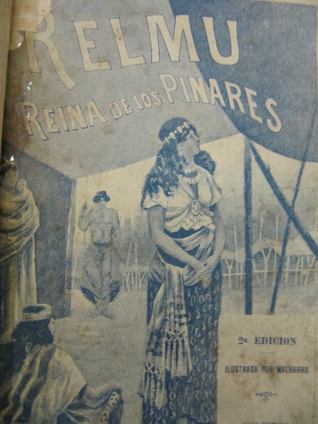 RELMU
REINA DE LOS PINARES
2ª EDICION
ILUSTRADA POR MALHARRO